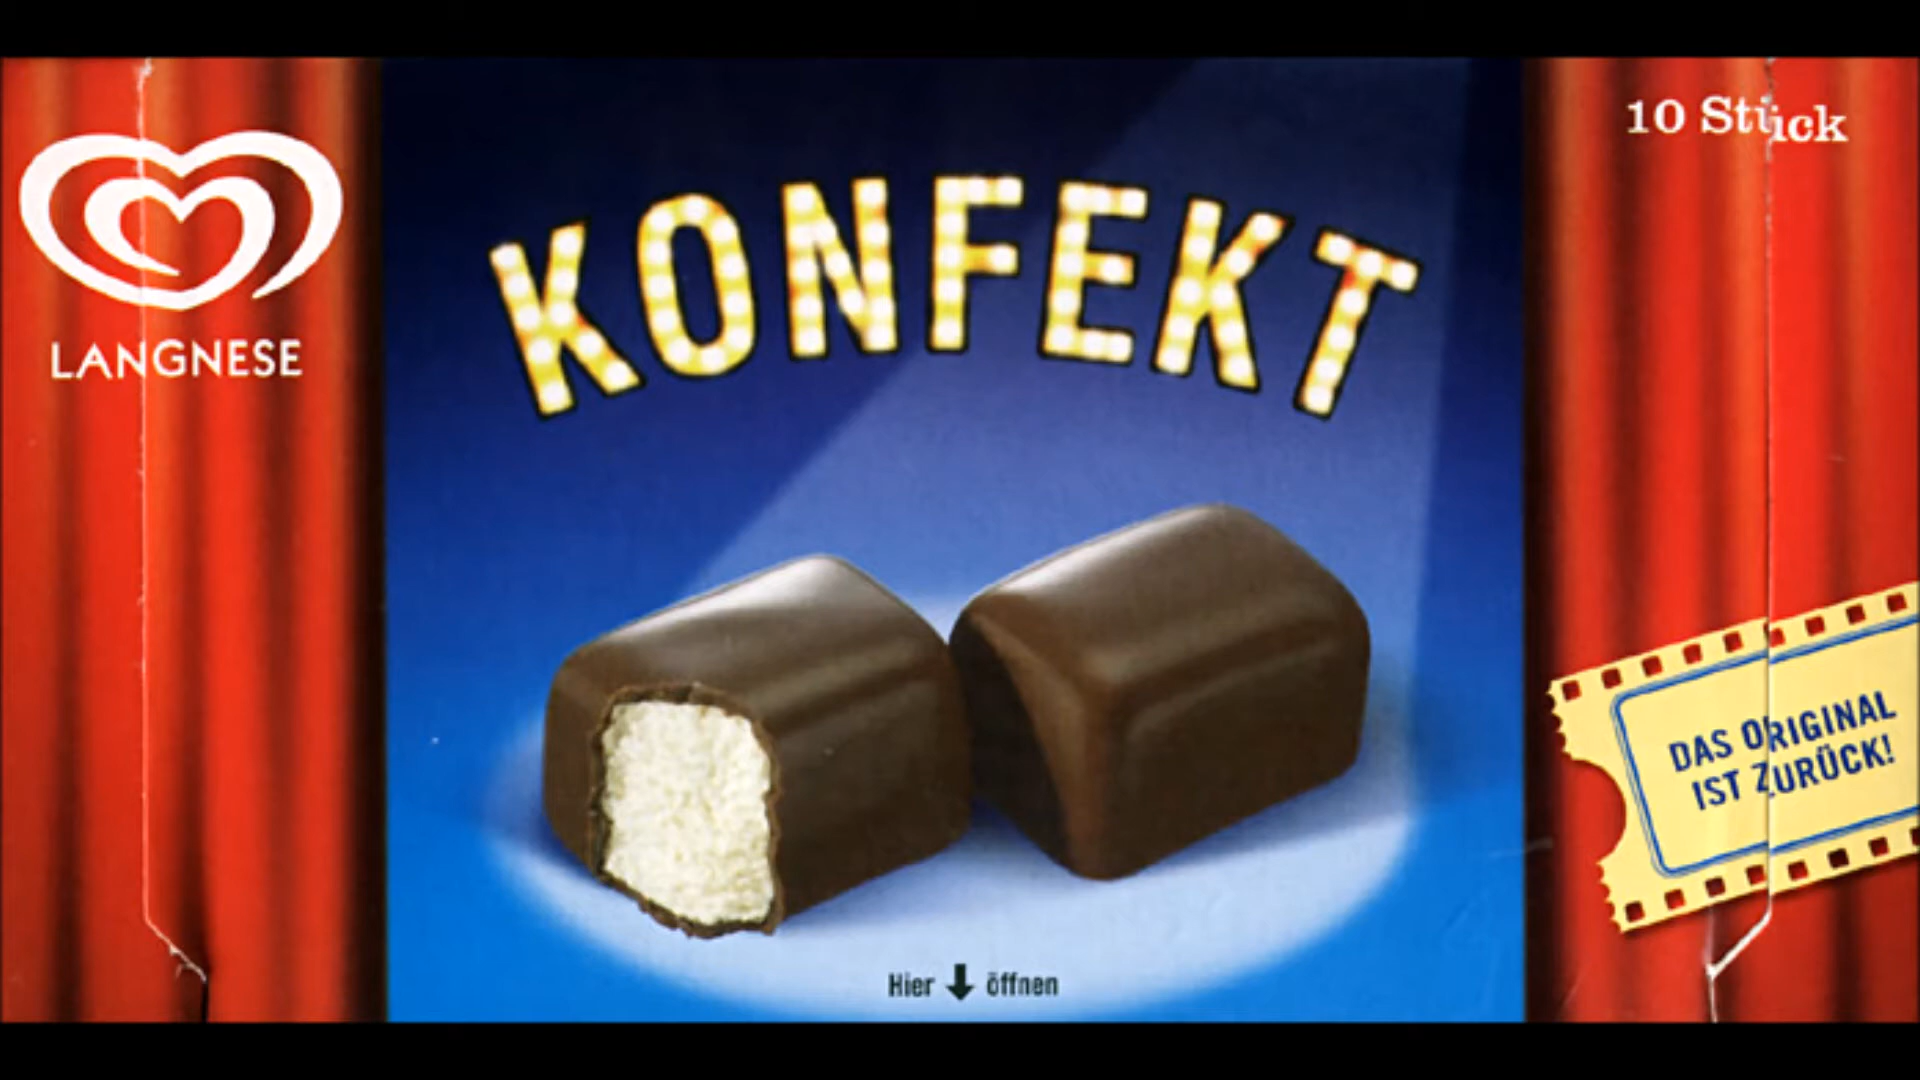 LANGNESE
KONFEKT
10 Stück
DAS ORIGINAL
IST ZURÜCK!
Hier öffnen